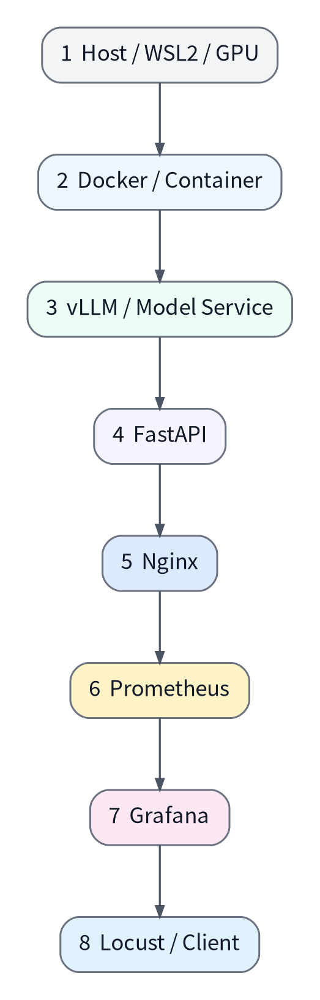 1 Host / WSL2 / GPU
2 Docker / Container
3 vLLM / Model Service
4 FastAPI
5 Nginx
6 Prometheus
7 Grafana
8 Locust / Client